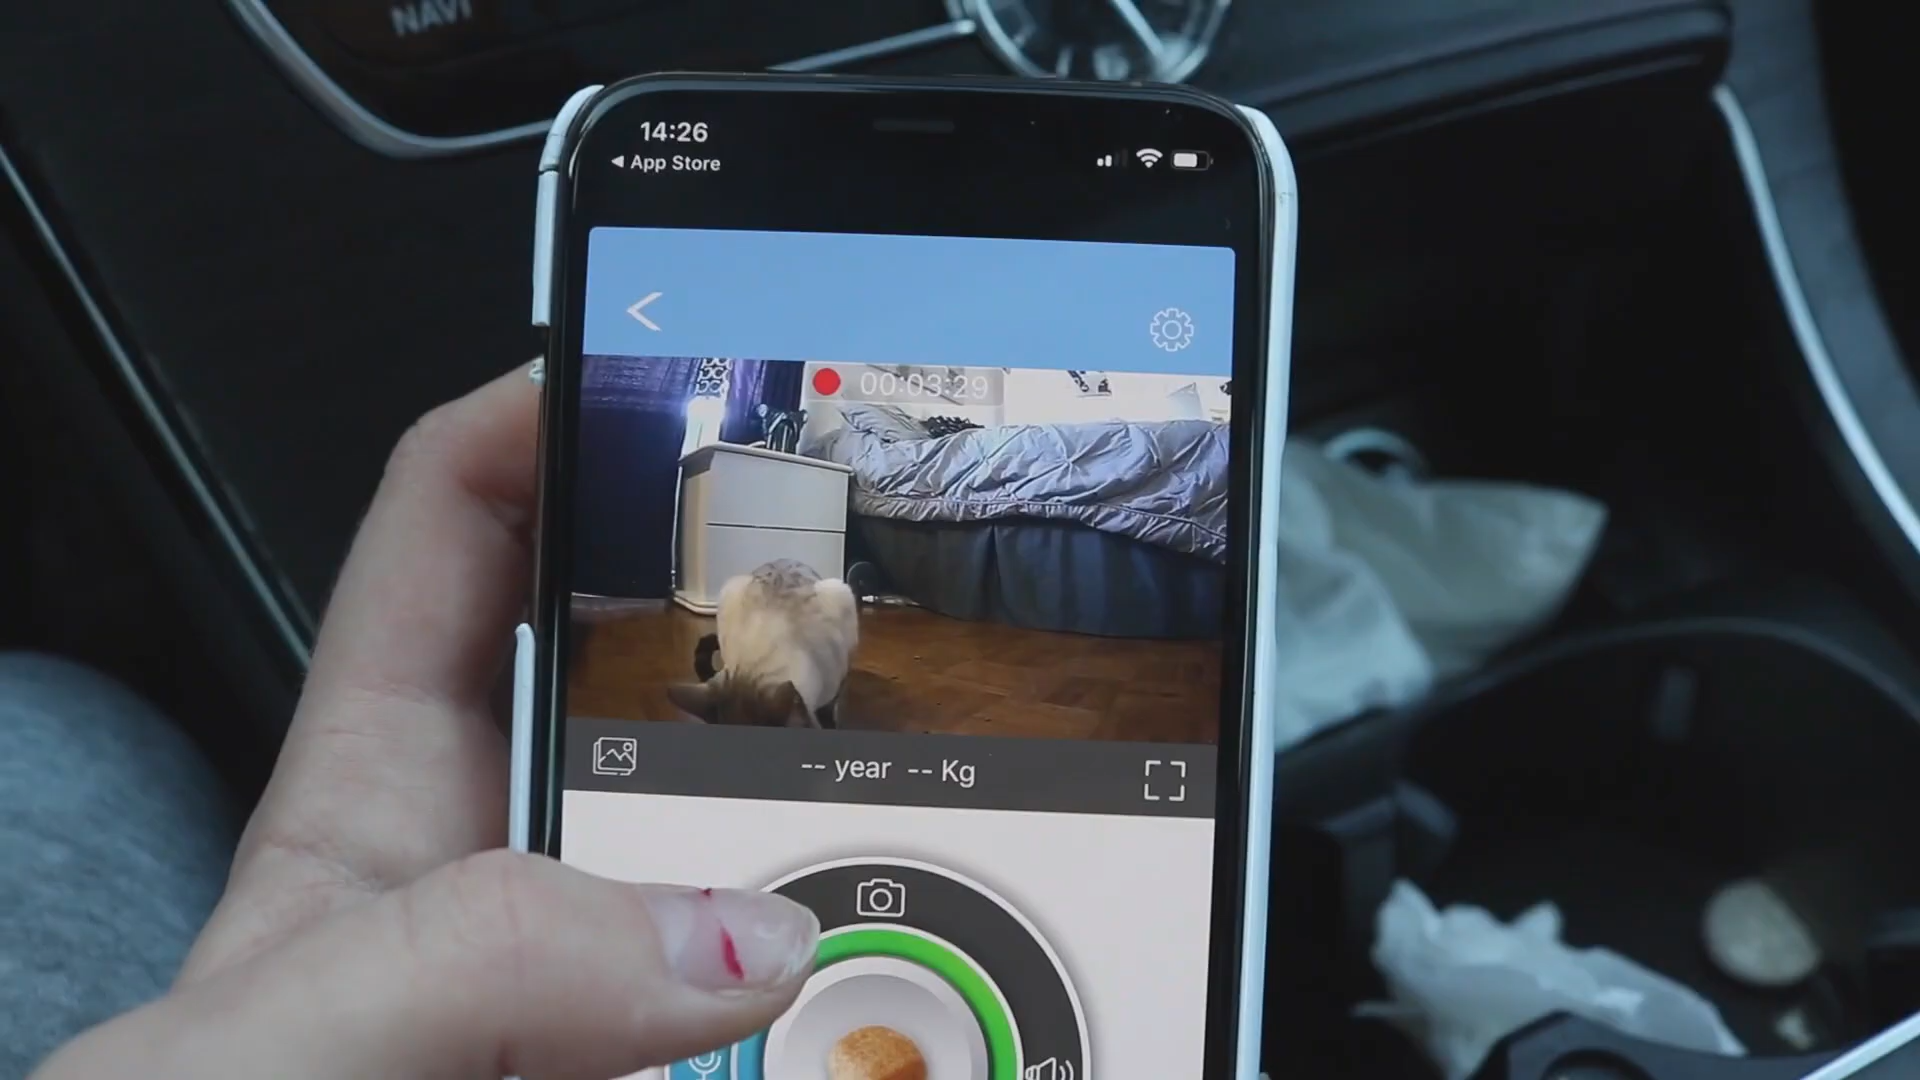 NAVI
14:26
◀ App Store
00:03:29
-- year -- Kg